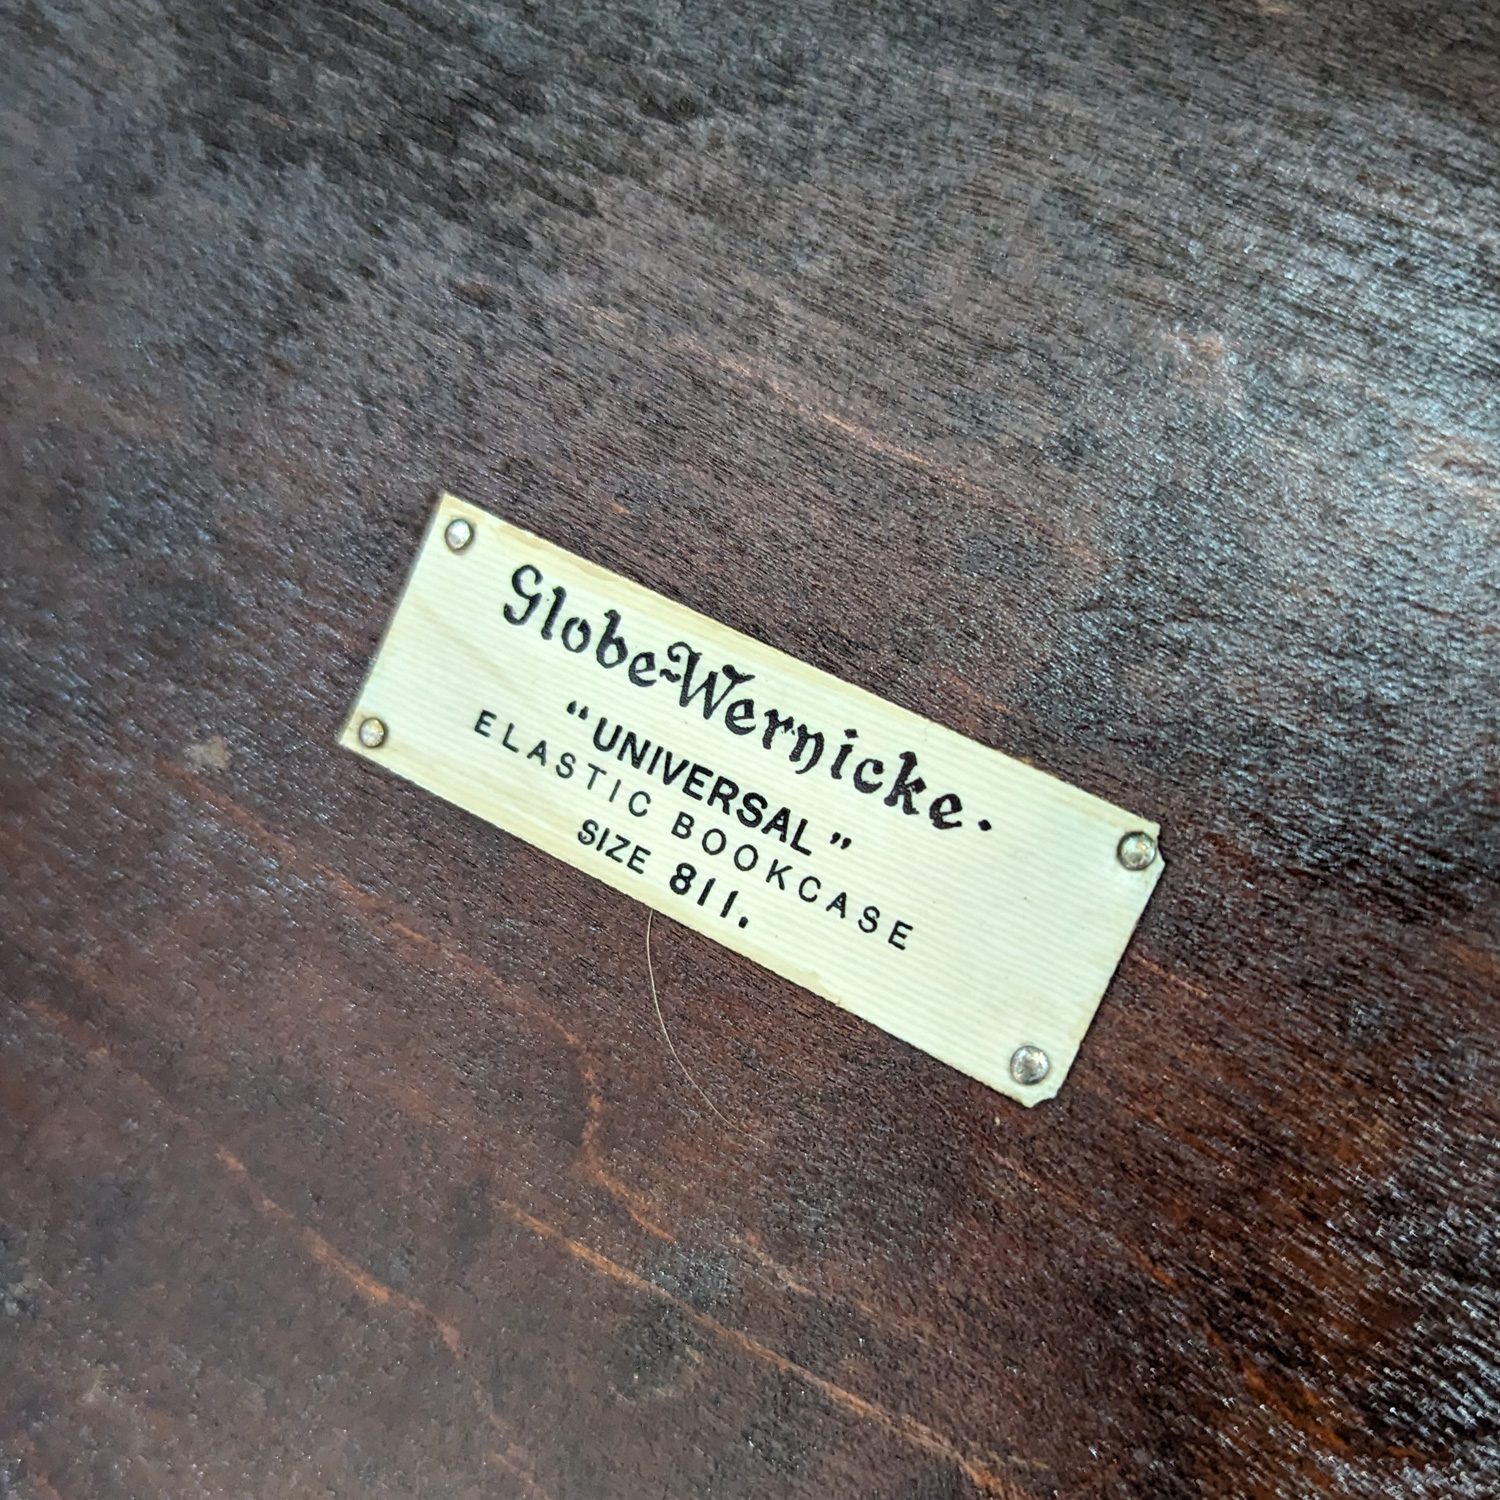 Globe-Wernicke.
"UNIVERSAL"
ELASTIC BOOKCASE
SIZE 811.